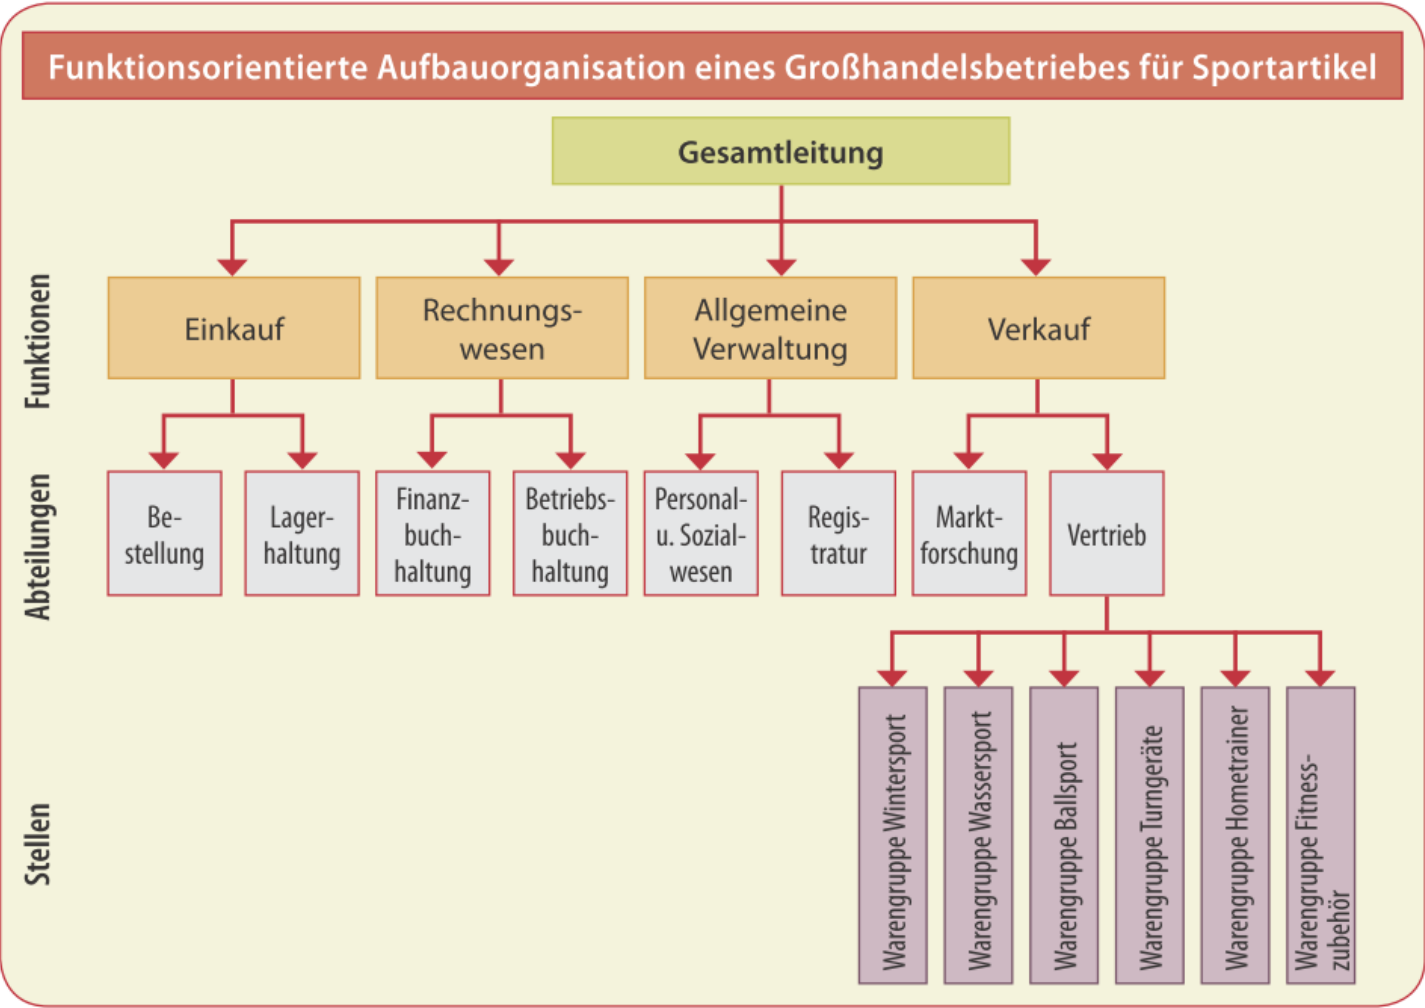 Funktionsorientierte Aufbauorganisation eines Großhandelsbetriebes für Sportartikel
Gesamtleitung
Funktionen
Einkauf
Rechnungs-
wesen
Allgemeine
Verwaltung
Verkauf
Abteilungen
Be-
stellung
Lager-
haltung
Finanz-
buch-
haltung
Betriebs-
buch-
haltung
Personal-
u. Sozial-
wesen
Regis-
tratur
Markt-
forschung
Vertrieb
Stellen
Warengruppe Wintersport
Warengruppe Wassersport
Warengruppe Ballsport
Warengruppe Turngeräte
Warengruppe Hometrainer
Warengruppe Fitness-
zubehör